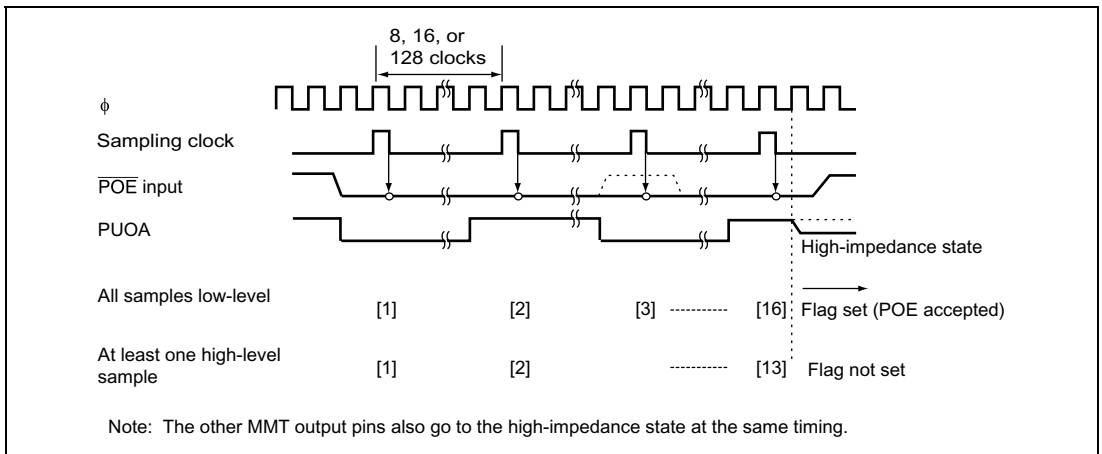 8, 16, or
128 clocks
ϕ
Sampling clock
POE input
PUOA
High-impedance state
All samples low-level
[1]
[2]
[3]
[16]
Flag set (POE accepted)
At least one high-level
sample
[1]
[2]
[13]
Flag not set
Note: The other MMT output pins also go to the high-impedance state at the same timing.